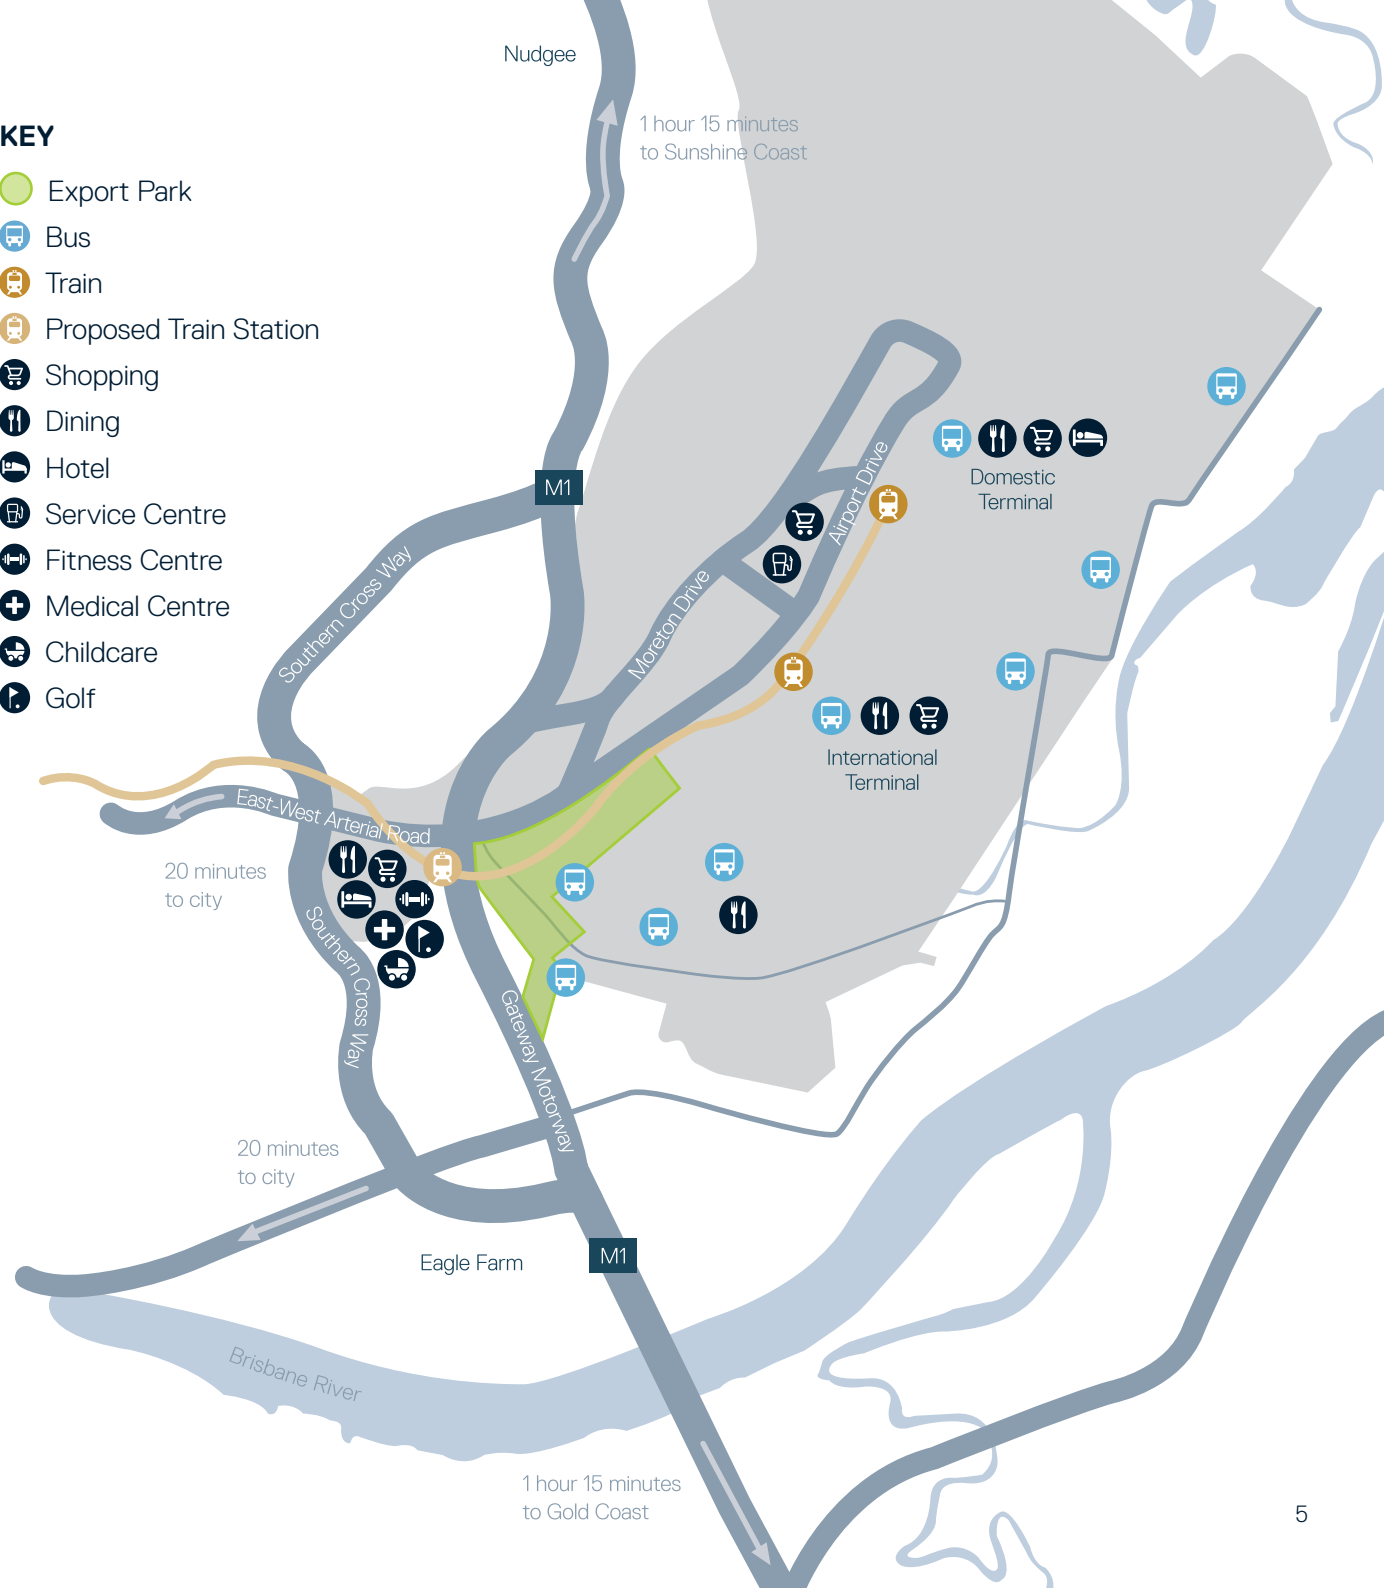 Nudgee
1 hour 15 minutes
to Sunshine Coast
KEY
Export Park
Bus
Train
Proposed Train Station
Shopping
Dining
Hotel
Service Centre
Fitness Centre
Medical Centre
Childcare
Golf
M1
Airport Drive
Domestic
Terminal
Southern Cross Way
Moreton Drive
International
Terminal
East-West Arterial Road
20 minutes
to city
Southern Cross Way
Gateway Motorway
20 minutes
to city
Eagle Farm
M1
Brisbane River
1 hour 15 minutes
to Gold Coast
5